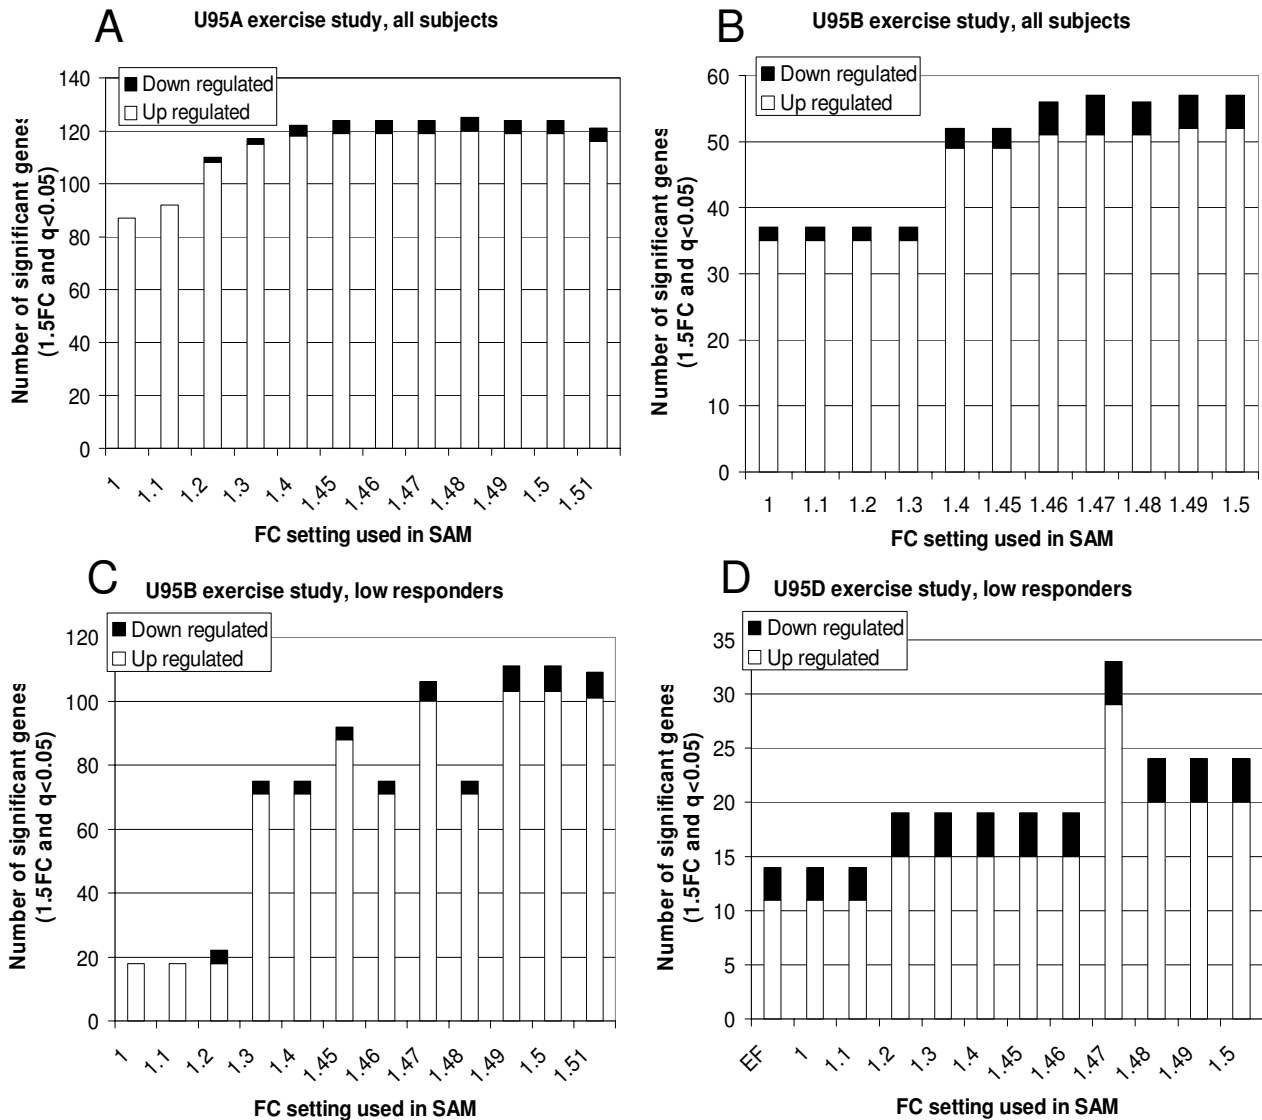 A
U95A exercise study, all subjects
Down regulated
Up regulated
Number of significant genes
(1.5FC and q<0.05)
140
120
100
80
60
40
20
0
1 1.1 1.2 1.3 1.4 1.45 1.46 1.47 1.48 1.49 1.5 1.51
FC setting used in SAM
B
U95B exercise study, all subjects
Down regulated
Up regulated
Number of significant genes
(1.5FC and q<0.05)
60
50
40
30
20
10
0
1 1.1 1.2 1.3 1.4 1.45 1.46 1.47 1.48 1.49 1.5
FC setting used in SAM
C
U95B exercise study, low responders
Down regulated
Up regulated
Number of significant genes
(1.5FC and q<0.05)
120
100
80
60
40
20
0
1 1.1 1.2 1.3 1.4 1.45 1.46 1.47 1.48 1.49 1.5 1.51
FC setting used in SAM
D
U95D exercise study, low responders
Down regulated
Up regulated
Number of significant genes
(1.5FC and q<0.05)
35
30
25
20
15
10
5
0
EF 1 1.1 1.2 1.3 1.4 1.45 1.46 1.47 1.48 1.49 1.5
FC setting used in SAM